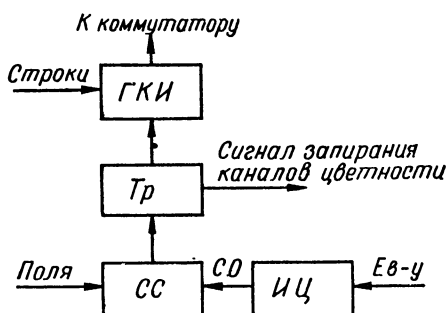 К коммутатору
Строки
ГКИ
Сигнал запирания
каналов цветности
Тр
Поля
СС
СО
ИЦ
Ев-у